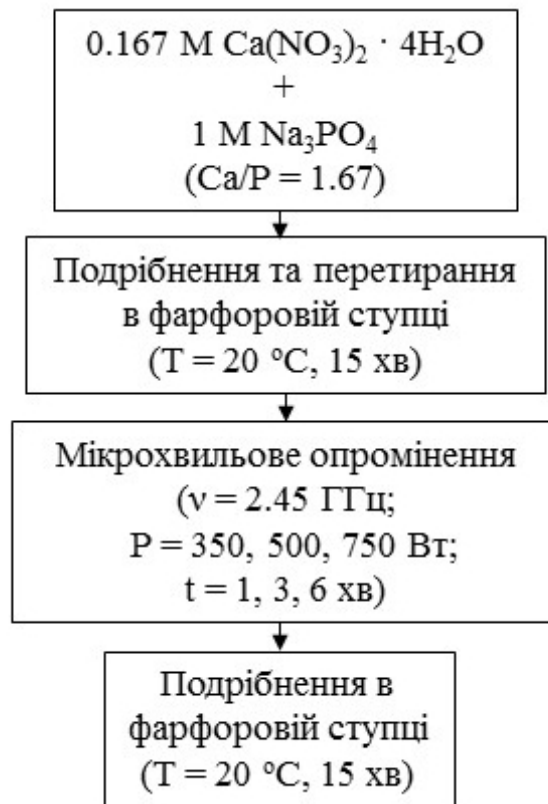 0.167 M Ca(NO₃)₂ · 4H₂O
+
1 M Na₃PO₄
(Ca/P = 1.67)
Подрібнення та перетирання
в фарфоровій ступці
(T = 20 ºC, 15 хв)
Мікрохвильове опромінення
(ν = 2.45 ГГц;
P = 350, 500, 750 Вт;
t = 1, 3, 6 хв)
Подрібнення в
фарфоровій ступці
(T = 20 ºC, 15 хв)